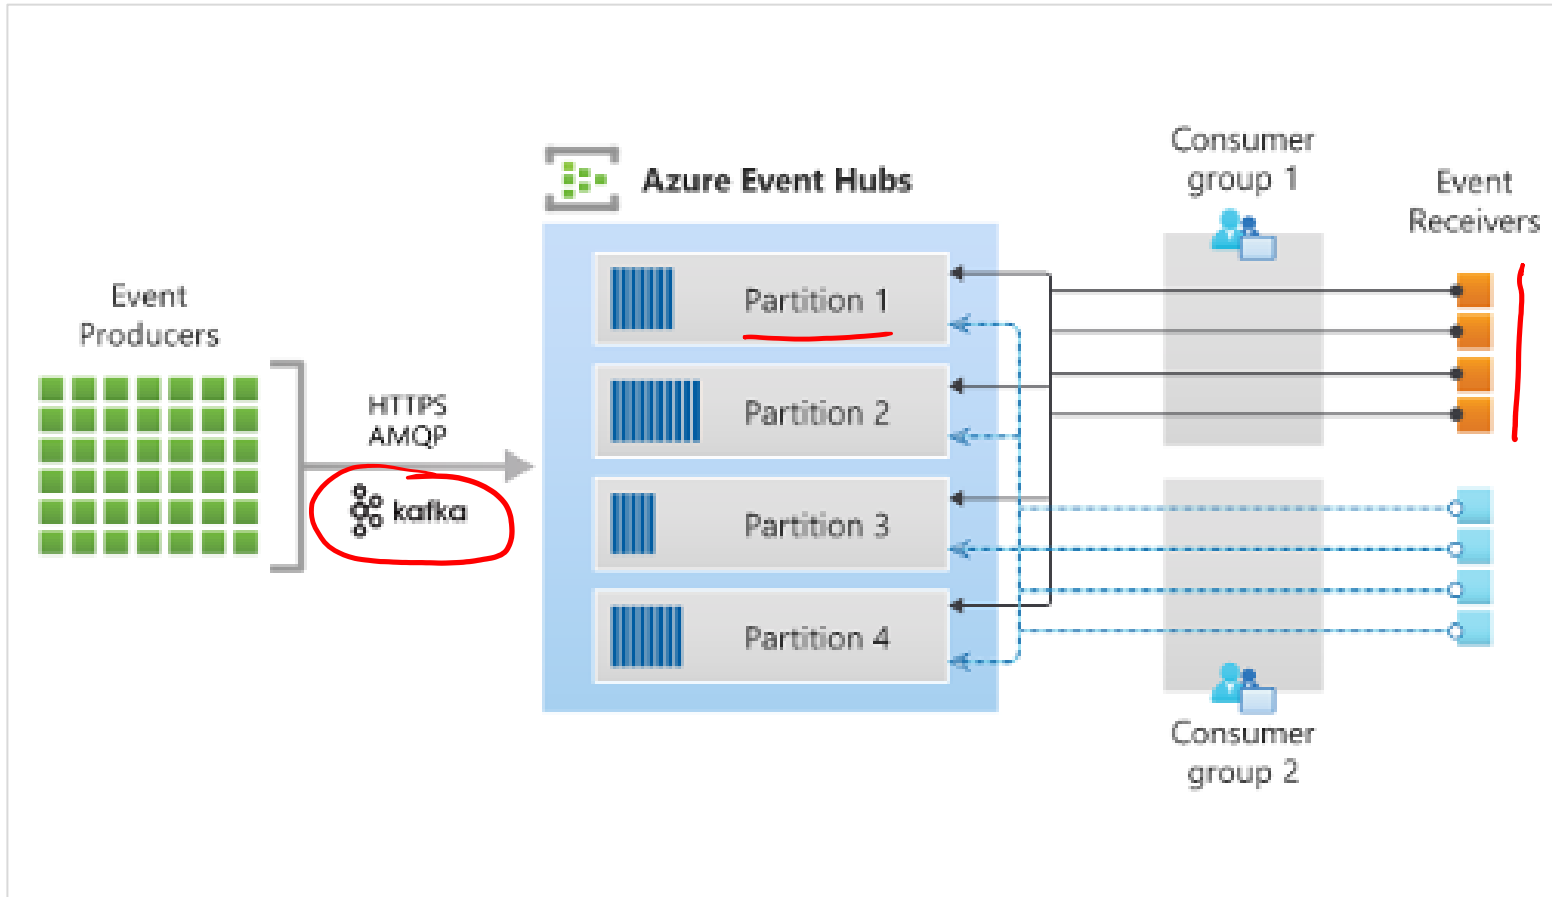 Azure Event Hubs
Event
Producers
HTTPS
AMQP
kafka
Partition 1
Partition 2
Partition 3
Partition 4
Consumer
group 1
Event
Receivers
Consumer
group 2